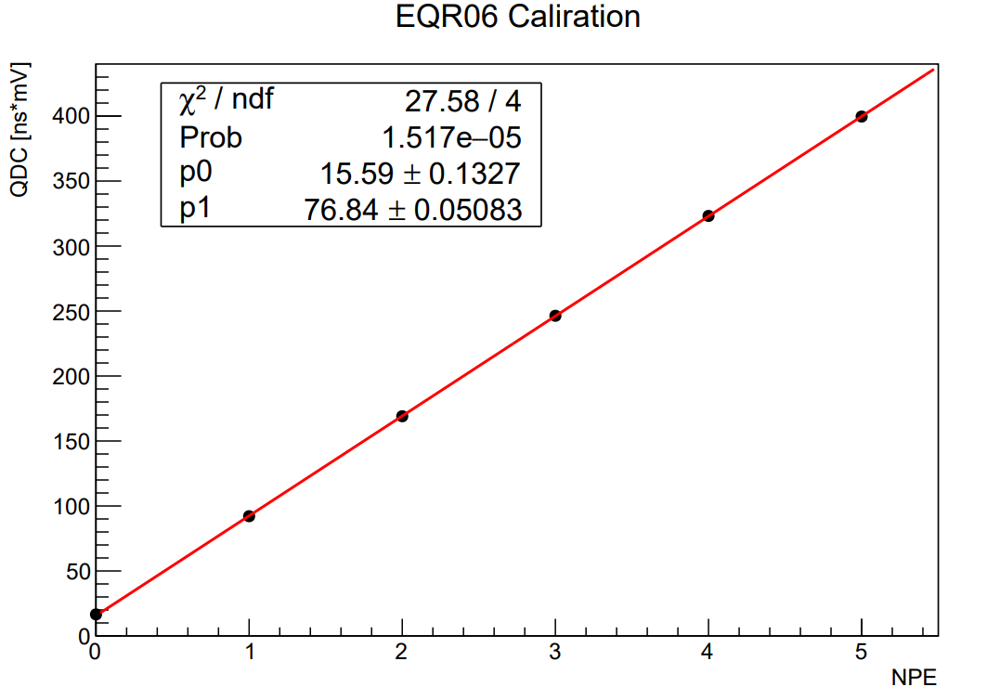 EQR06 Caliration
QDC [ns*mV]
χ2 / ndf 27.58 / 4
Prob 1.517e–05
p0 15.59 ± 0.1327
p1 76.84 ± 0.05083
400
350
300
250
200
150
100
50
0
0 1 2 3 4 5
NPE